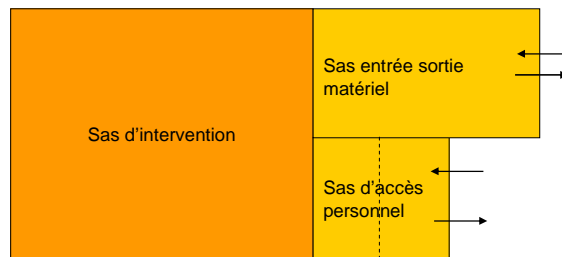 Sas d'intervention
Sas entrée sortie
matériel
Sas d'accès
personnel